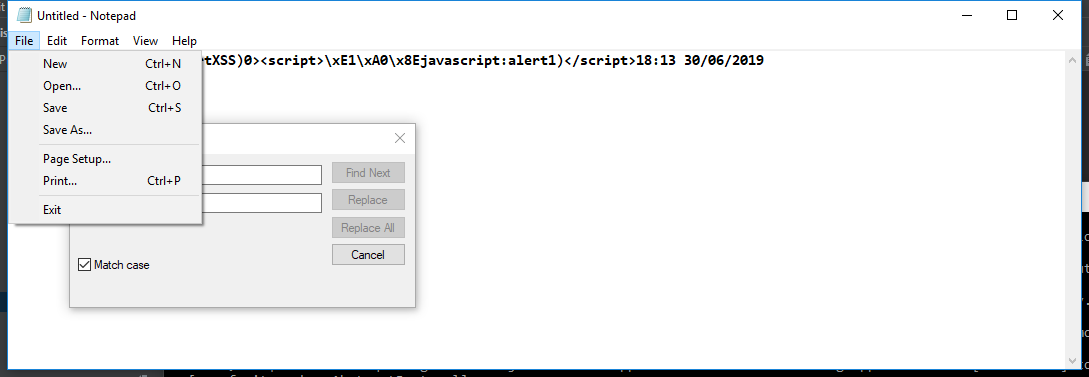 Untitled - Notepad
File Edit Format View Help
etXSS)0><script>\xE1\xA0\x8Ejavascript:alert1)</script>18:13 30/06/2019
New Ctrl+N
Open... Ctrl+O
Save Ctrl+S
Save As...
Page Setup...
Print... Ctrl+P
Exit
Find Next
Replace
Replace All
Cancel
Match case